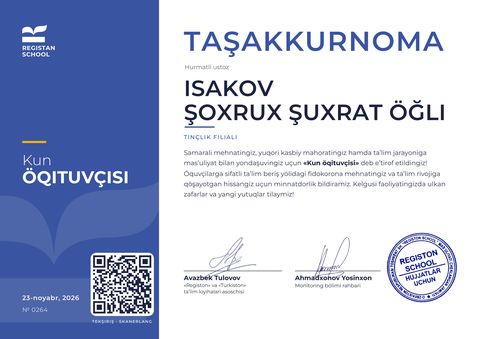 REGISTAN
SCHOOL
TAŞAKKURNOMA
Hurmatli ustoz
ISAKOV
ŞOXRUX ŞUXRAT ÖĞLI
TINÇLIK FILIALI
Samarali mehnatingiz, yuqori kasbiy mahoratingiz hamda ta'lim jarayoniga
mas'uliyat bilan yondaşuvingiz uçun «Kun öqituvçisi» deb e'tirof etildingiz!
Öquvçilarga sifatli ta'lim beriş yölidagi fidokorona mehnatingiz va ta'lim rivojiga
qöşayotgan hissangiz uçun minnatdorlik bildiramiz. Kelgusi faoliyatingizda ulkan
zafarlar va yangi yutuqlar tilaymiz!
Kun
ÖQITUVÇISI
23-noyabr, 2026
№ 0264
TEKŞIRIŞ · SKANERLANG
Avazbek Tulovov
«Registon» va «Turkiston»
ta'lim loyihalari asosçisi
Ahmadxonov Yosinxon
Monitoring bölimi rahbari
REGISTON
SCHOOL
HUJJATLAR
UCHUN